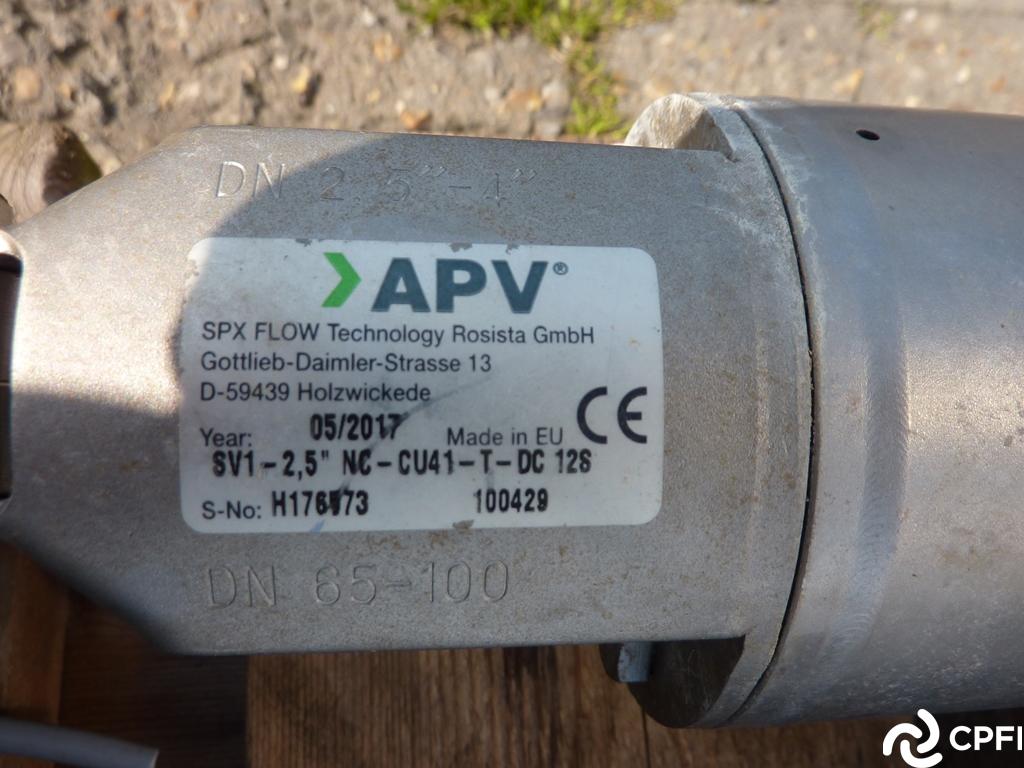 DN 2,5"-4"
APV®
SPX FLOW Technology Rosista GmbH
Gottlieb-Daimler-Strasse 13
D-59439 Holzwickede
CE
Year: 05/2017 Made in EU
SV1-2,5" NC-CU41-T-DC 12S
S-No: 100429
DN 65-100
CPFI